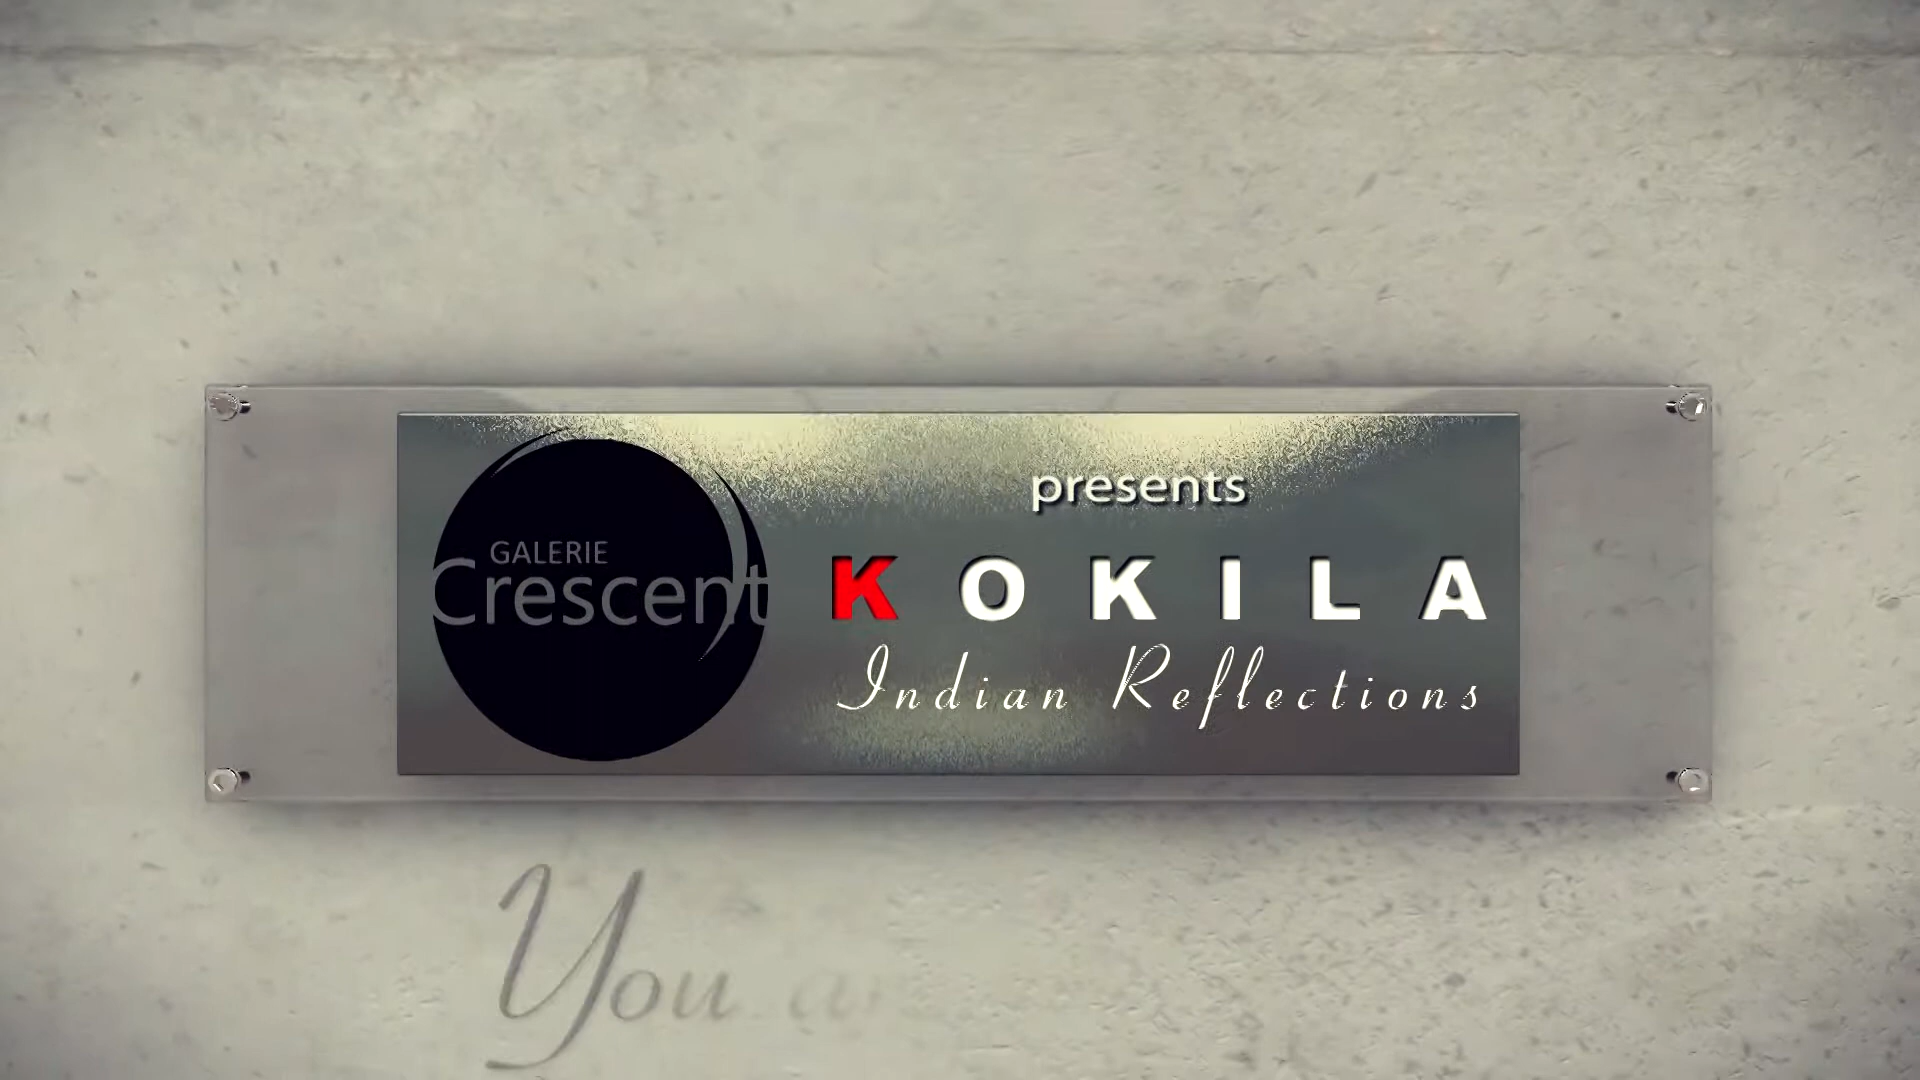 GALERIE
Crescent
presents
KOKILA
Indian Reflections
You